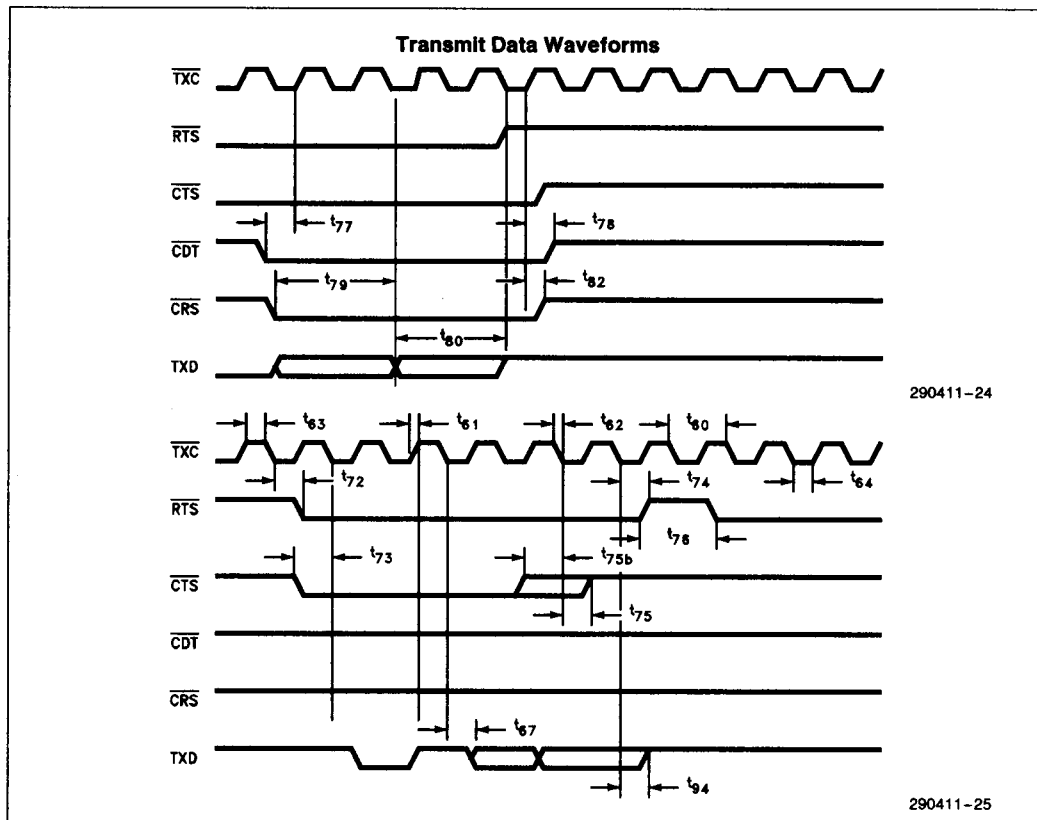 Transmit Data Waveforms
TXC
RTS
CTS
t77
t78
CDT
t79
t82
CRS
t80
TXD
290411-24
t63
t61
t62
t60
TXC
t72
t74
t64
RTS
t76
t73
t75b
CTS
t75
CDT
CRS
t67
TXD
t94
290411-25